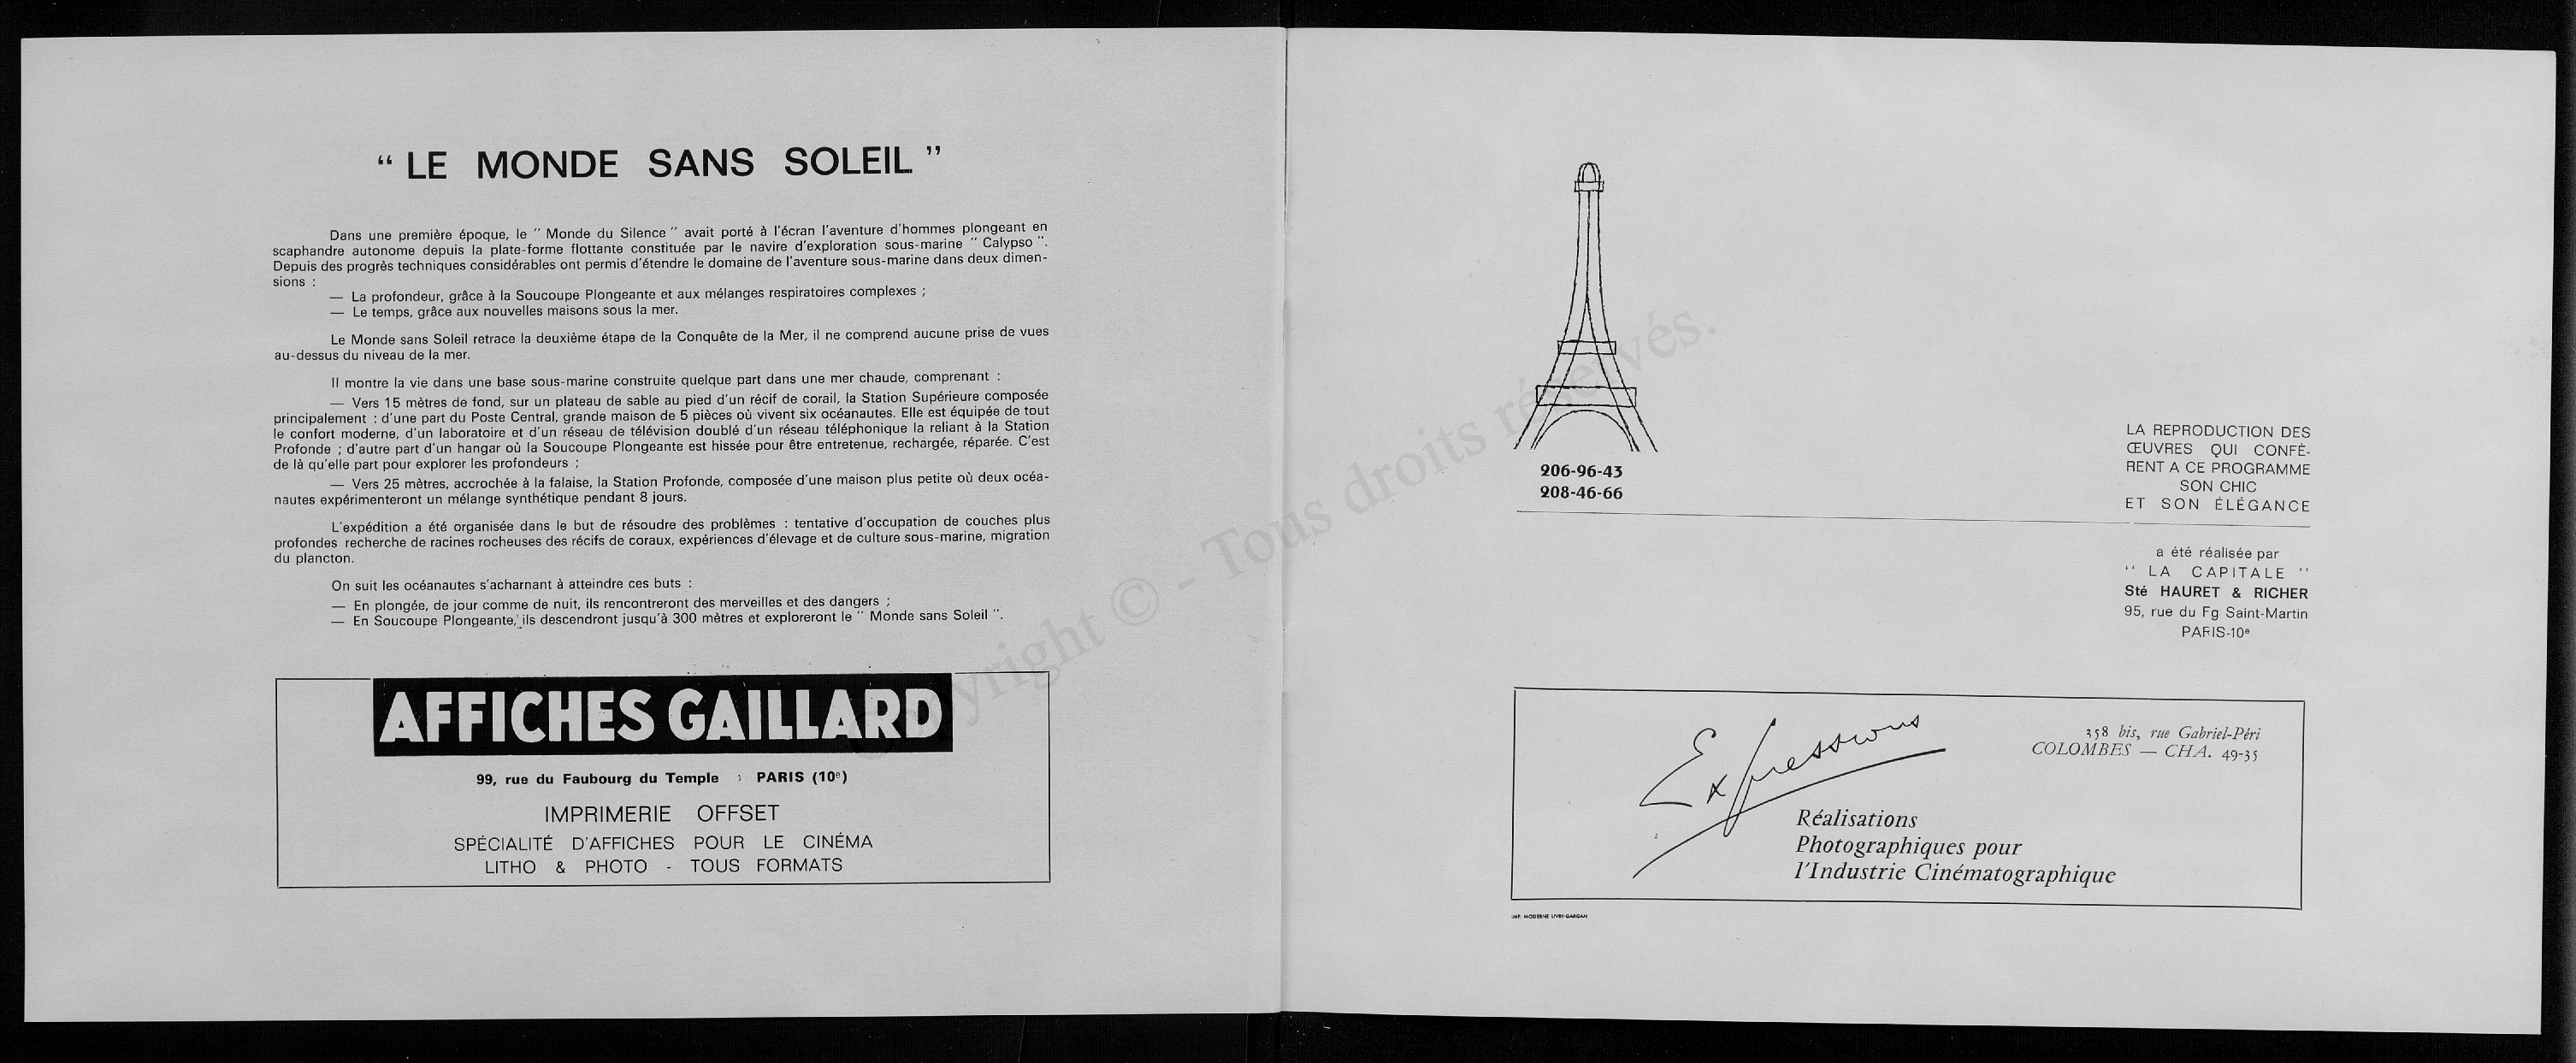 “ LE MONDE SANS SOLEIL ”
Dans une première époque, le “ Monde du Silence ” avait porté à l’écran l’aventure d’hommes plongeant en
scaphandre autonome depuis la plate-forme flottante constituée par le navire d’exploration sous-marine “ Calypso ”.
Depuis des progrès techniques considérables ont permis d’étendre le domaine de l’aventure sous-marine dans deux dimen-
sions :
— La profondeur, grâce à la Soucoupe Plongeante et aux mélanges respiratoires complexes ;
— Le temps, grâce aux nouvelles maisons sous la mer.
Le Monde sans Soleil retrace la deuxième étape de la Conquête de la Mer, il ne comprend aucune prise de vues
au-dessus du niveau de la mer.
Il montre la vie dans une base sous-marine construite quelque part dans une mer chaude, comprenant :
— Vers 15 mètres de fond, sur un plateau de sable au pied d’un récif de corail, la Station Supérieure composée
principalement : d’une part du Poste Central, grande maison de 5 pièces où vivent six océanautes. Elle est équipée de tout
le confort moderne, d’un laboratoire et d’un réseau de télévision doublé d’un réseau téléphonique la reliant à la Station
Profonde ; d’autre part d’un hangar où la Soucoupe Plongeante est hissée pour être entretenue, rechargée, réparée. C’est
de là qu’elle part pour explorer les profondeurs ;
— Vers 25 mètres, accrochée à la falaise, la Station Profonde, composée d’une maison plus petite où deux océa-
nautes expérimenteront un mélange synthétique pendant 8 jours.
L’expédition a été organisée dans le but de résoudre des problèmes : tentative d’occupation de couches plus
profondes recherche de racines rocheuses des récifs de coraux, expériences d’élevage et de culture sous-marine, migration
du plancton.
On suit les océanautes s’acharnant à atteindre ces buts :
— En plongée, de jour comme de nuit, ils rencontreront des merveilles et des dangers ;
— En Soucoupe Plongeante, ils descendront jusqu’à 300 mètres et exploreront le “ Monde sans Soleil ”.
AFFICHES GAILLARD
99, rue du Faubourg du Temple : PARIS (10e)
IMPRIMERIE OFFSET
SPÉCIALITÉ D’AFFICHES POUR LE CINÉMA
LITHO & PHOTO - TOUS FORMATS
206-96-43
208-46-66
LA REPRODUCTION DES
ŒUVRES QUI CONFÈ-
RENT A CE PROGRAMME
SON CHIC
ET SON ÉLÉGANCE
a été réalisée par
“ LA CAPITALE ”
Sté HAURET & RICHER
95, rue du Fg Saint-Martin
PARIS-10e
Expressions
358 bis, rue Gabriel-Péri
COLOMBES — CHA. 49-35
Réalisations
Photographiques pour
l’Industrie Cinématographique
IMP. MODERNE LIVRY-GARGAN
Copyright © - Tous droits réservés.